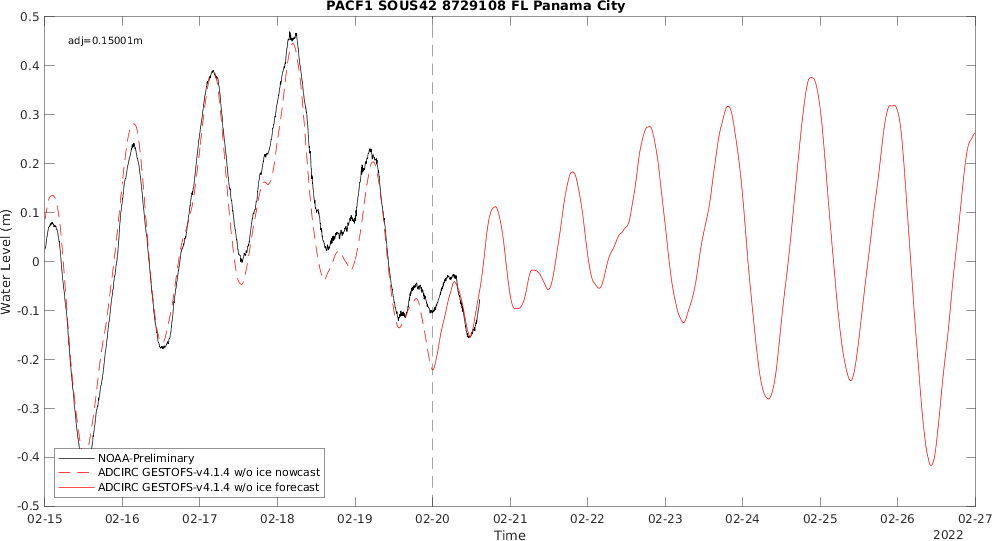 PACF1 SOUS42 8729108 FL Panama City
adj=0.15001m
0.5
0.4
0.3
0.2
0.1
0
-0.1
-0.2
-0.3
-0.4
-0.5
Water Level (m)
NOAA-Preliminary
ADCIRC GESTOFS-v4.1.4 w/o ice nowcast
ADCIRC GESTOFS-v4.1.4 w/o ice forecast
02-15 02-16 02-17 02-18 02-19 02-20 02-21 02-22 02-23 02-24 02-25 02-26 02-27
Time
2022